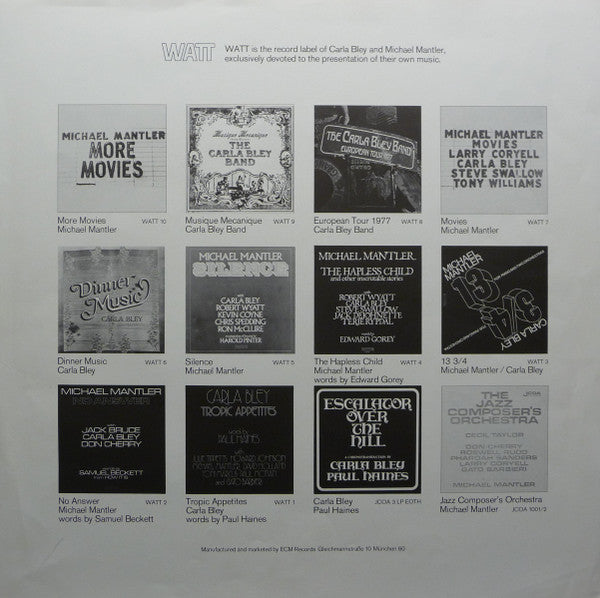 WATT
WATT is the record label of Carla Bley and Michael Mantler,
exclusively devoted to the presentation of their own music.
MICHAEL MANTLER
MORE
MOVIES
Musique Mecanique
THE
CARLA BLEY
BAND
THE CARLA BLEY BAND
EUROPEAN TOUR 1977
MICHAEL MANTLER
MOVIES
LARRY CORYELL
CARLA BLEY
STEVE SWALLOW
TONY WILLIAMS
More Movies WATT 10
Michael Mantler
Musique Mecanique WATT 9
Carla Bley Band
European Tour 1977 WATT 8
Carla Bley Band
Movies WATT 7
Michael Mantler
Dinner
Music
CARLA BLEY
MICHAEL MANTLER
SILENCE
CARLA BLEY
ROBERT WYATT
KEVIN COYNE
CHRIS SPEDDING
RON McCLURE
HAROLD PINTER
MICHAEL MANTLER
THE HAPLESS CHILD
and other inscrutable stories
ROBERT WYATT
CARLA BLEY
STEVE SWALLOW
JACK DEJOHNETTE
TERJE RYPDAL
EDWARD GOREY
MICHAEL
MANTLER
13
3/4
CARLA
BLEY
Dinner Music WATT 6
Carla Bley
Silence WATT 5
Michael Mantler
The Hapless Child WATT 4
Michael Mantler
words by Edward Gorey
13 3/4 WATT 3
Michael Mantler / Carla Bley
MICHAEL MANTLER
NO ANSWER
JACK BRUCE
CARLA BLEY
DON CHERRY
SAMUEL BECKETT
CARLA BLEY
TROPIC APPETITES
words by
PAUL HAINES
ESCALATOR
OVER
THE
HILL
CARLA BLEY
PAUL HAINES
JCOA
THE
JAZZ
COMPOSER'S
ORCHESTRA
CECIL TAYLOR
DON CHERRY
ROSWELL RUDD
PHAROAH SANDERS
LARRY CORYELL
GATO BARBIERI
No Answer WATT 2
Michael Mantler
words by Samuel Beckett
Tropic Appetites WATT 1
Carla Bley
words by Paul Haines
Carla Bley JCOA 3 LP EOTH
Paul Haines
Jazz Composer's Orchestra
Michael Mantler JCOA 1001/2
Manufactured and marketed by ECM Records Gleichmannstraße 10 München 60